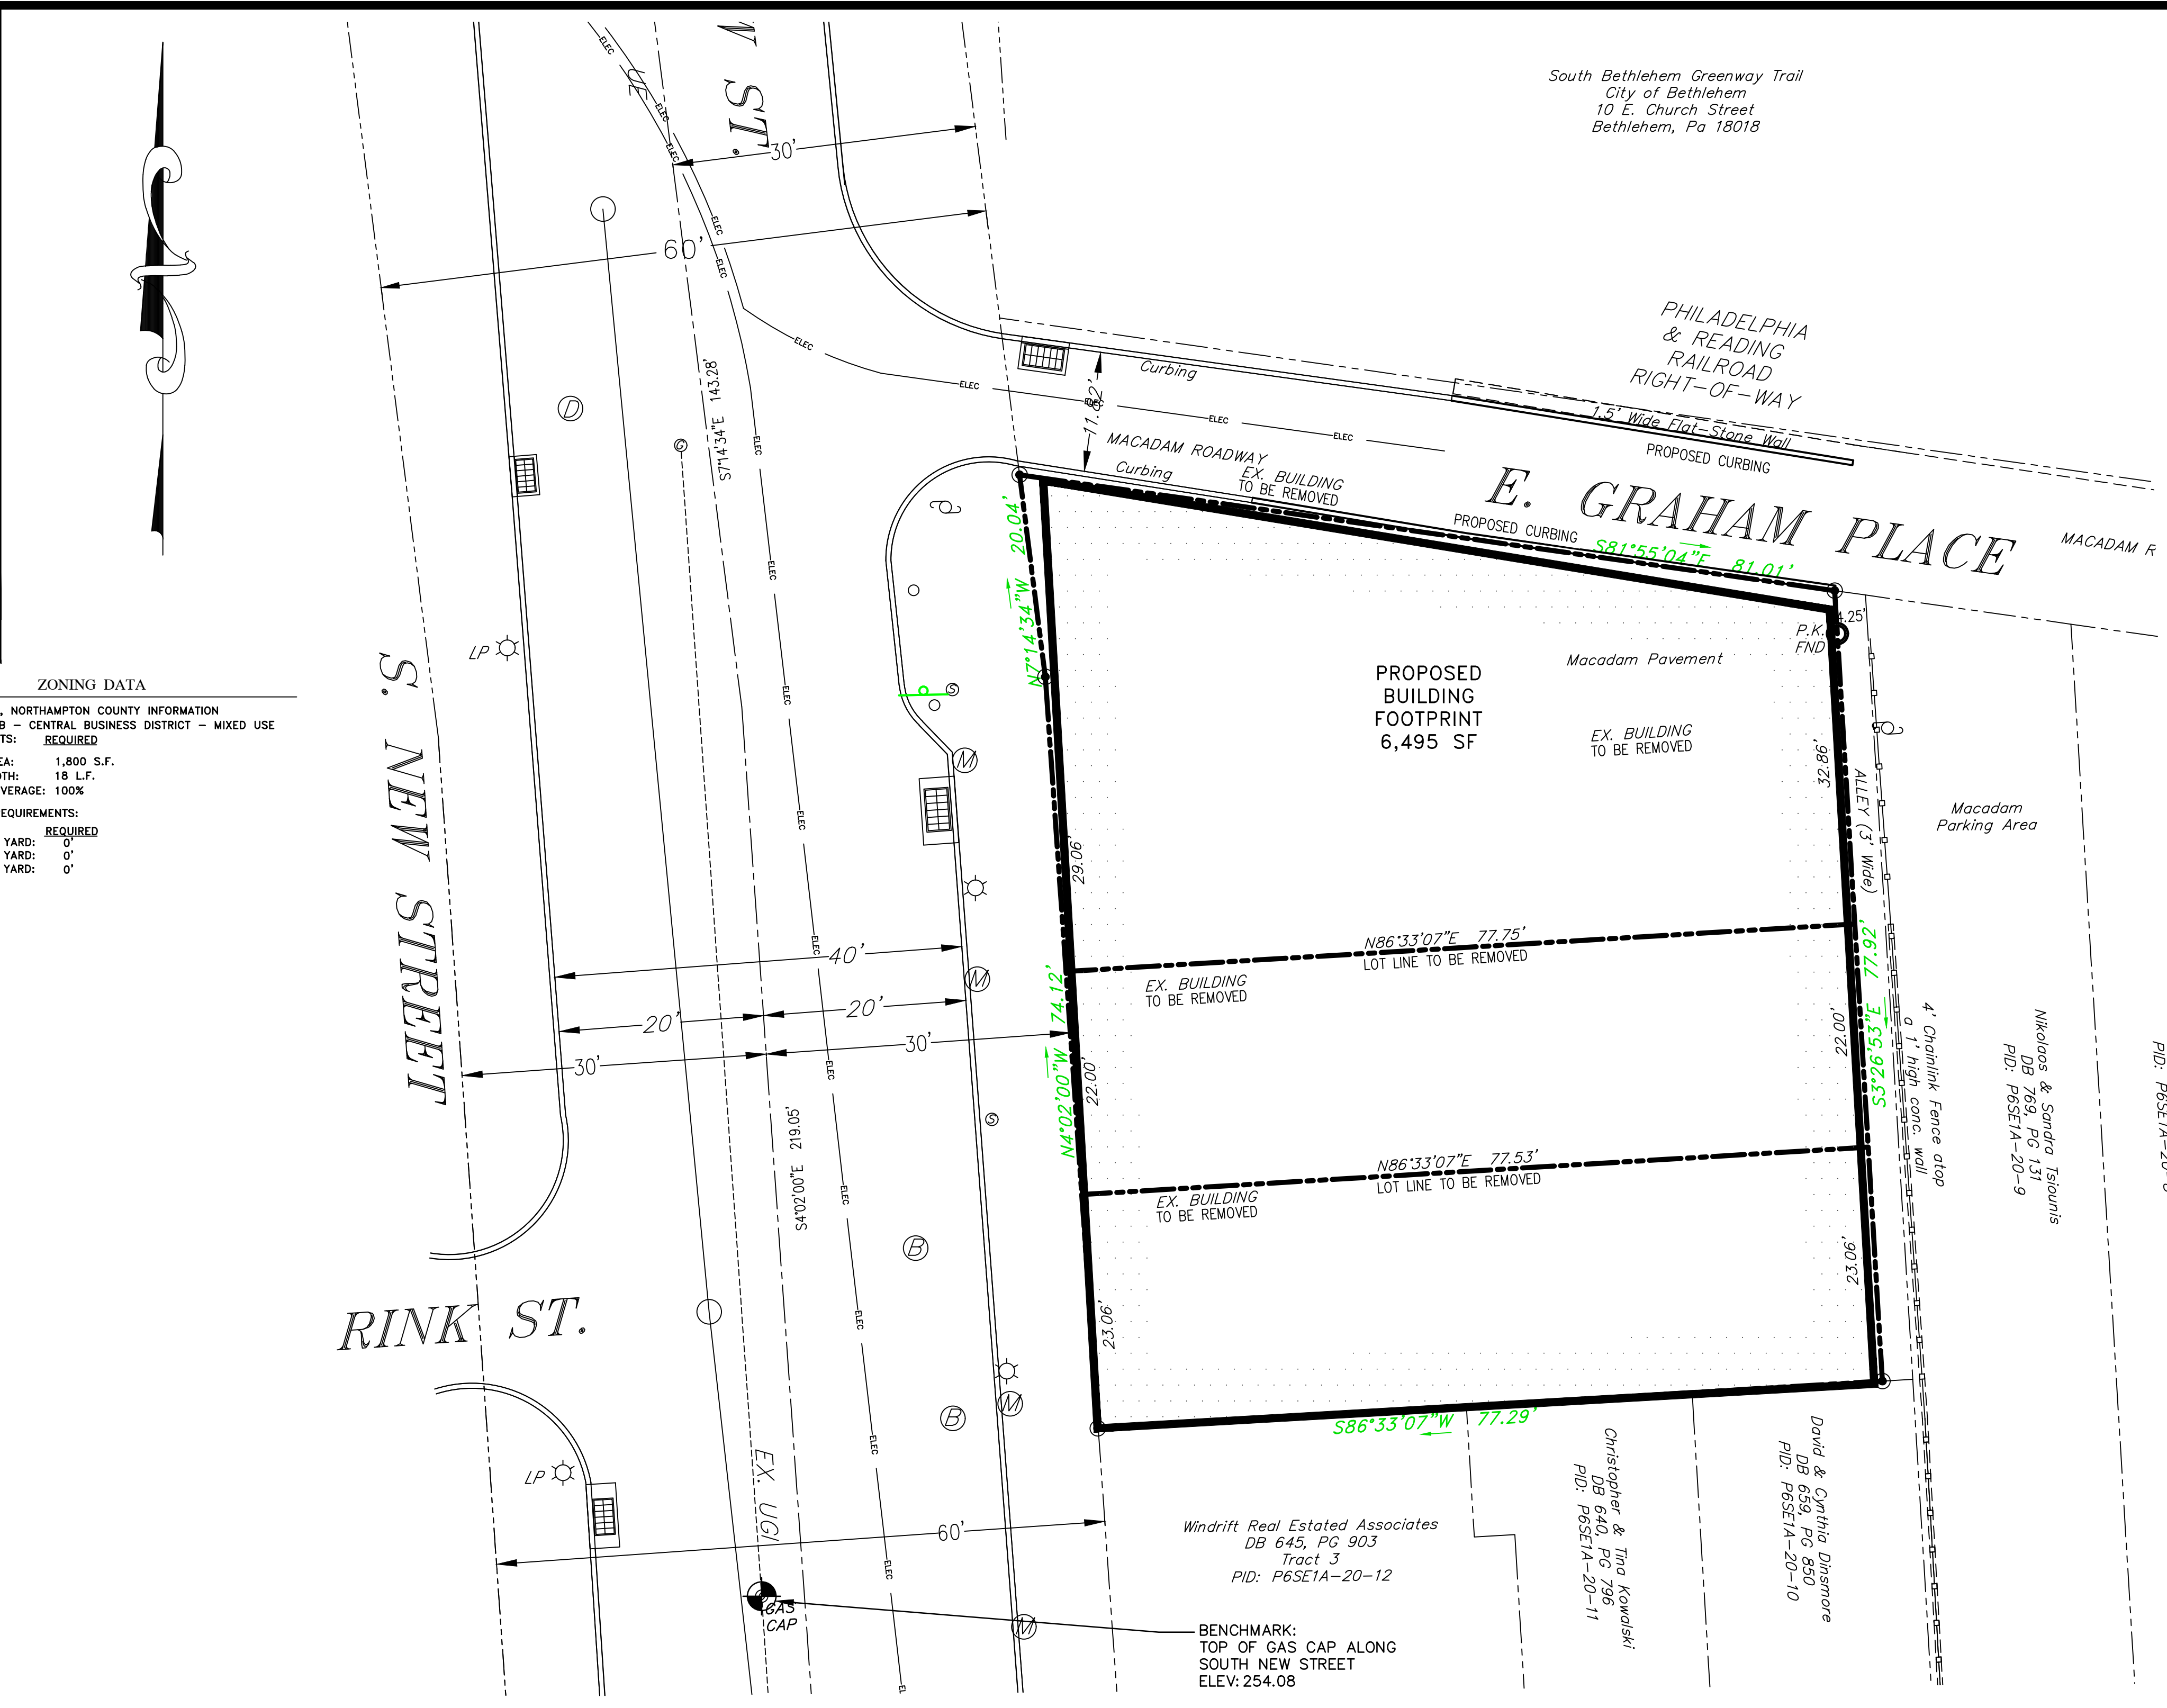 South Bethlehem Greenway Trail
City of Bethlehem
10 E. Church Street
Bethlehem, Pa 18018
ST.
30'
60'
ELEC
S7°14'34"E 143.28'
PHILADELPHIA
& READING
RAILROAD
RIGHT-OF-WAY
1.5' Wide Flat-Stone Wall
PROPOSED CURBING
Curbing
11.82'
MACADAM ROADWAY
Curbing
EX. BUILDING
TO BE REMOVED
E. GRAHAM PLACE
PROPOSED CURBING
S81°55'04"E 81.01'
MACADAM R
D
G
20.04'
N7°14'34"W
LP
S
M
PROPOSED
BUILDING
FOOTPRINT
6,495 SF
Macadam Pavement
P.K.
FND
4.25'
EX. BUILDING
TO BE REMOVED
32.86'
ALLEY (3' Wide)
Macadam
Parking Area
ZONING DATA
, NORTHAMPTON COUNTY INFORMATION
B - CENTRAL BUSINESS DISTRICT - MIXED USE
TS: REQUIRED
EA: 1,800 S.F.
DTH: 18 L.F.
VERAGE: 100%
EQUIREMENTS:
REQUIRED
YARD: 0'
YARD: 0'
YARD: 0'
S. NEW STREET
29.06'
N86°33'07"E 77.75'
LOT LINE TO BE REMOVED
EX. BUILDING
TO BE REMOVED
40'
M
20'
20'
30'
30'
N4°02'00"W 74.12'
22.00'
22.00'
S3°26'53"E 77.92'
4' Chainlink Fence atop
a 1' high conc. wall
Nikolaos & Sandra Tsiounis
DB 769, PG 131
PID: P6SE1A-20-9
S
S4°02'00"E 219.05'
N86°33'07"E 77.53'
LOT LINE TO BE REMOVED
EX. BUILDING
TO BE REMOVED
B
23.06'
23.06'
RINK ST.
M
B
S86°33'07"W 77.29'
LP
EX. UGI
60'
Windrift Real Estated Associates
DB 645, PG 903
Tract 3
PID: P6SE1A-20-12
Christopher & Tina Kowalski
DB 640, PG 796
PID: P6SE1A-20-11
David & Cynthia Dinsmore
DB 659, PG 850
PID: P6SE1A-20-10
GAS
CAP
M
BENCHMARK:
TOP OF GAS CAP ALONG
SOUTH NEW STREET
ELEV: 254.08